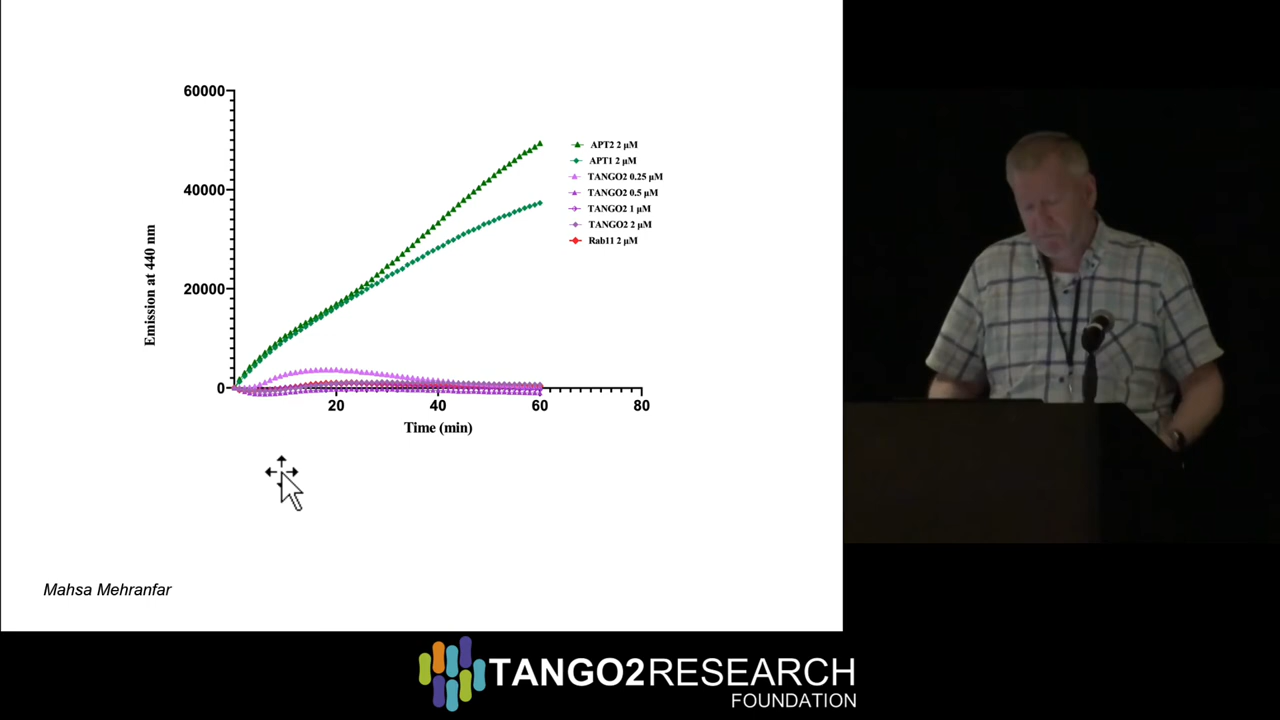 60000
40000
20000
0
20
40
60
80
Emission at 440 nm
Time (min)
APT2 2 µM
APT1 2 µM
TANGO2 0.25 µM
TANGO2 0.5 µM
TANGO2 1 µM
TANGO2 2 µM
Rab11 2 µM
Mahsa Mehranfar
TANGO2RESEARCH
FOUNDATION